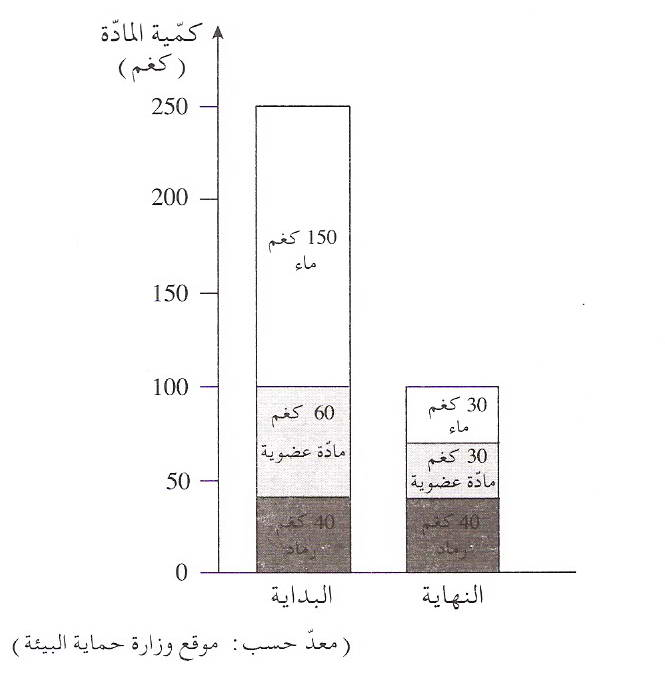 كمّية المادّة
(كغم)
250
200
150
100
50
0
150 كغم
ماء
60 كغم
مادّة عضوية
40 كغم
رماد
30 كغم
ماء
30 كغم
مادّة عضوية
40 كغم
رماد
البداية
النهاية
(معدّ حسب: موقع وزارة حماية البيئة)